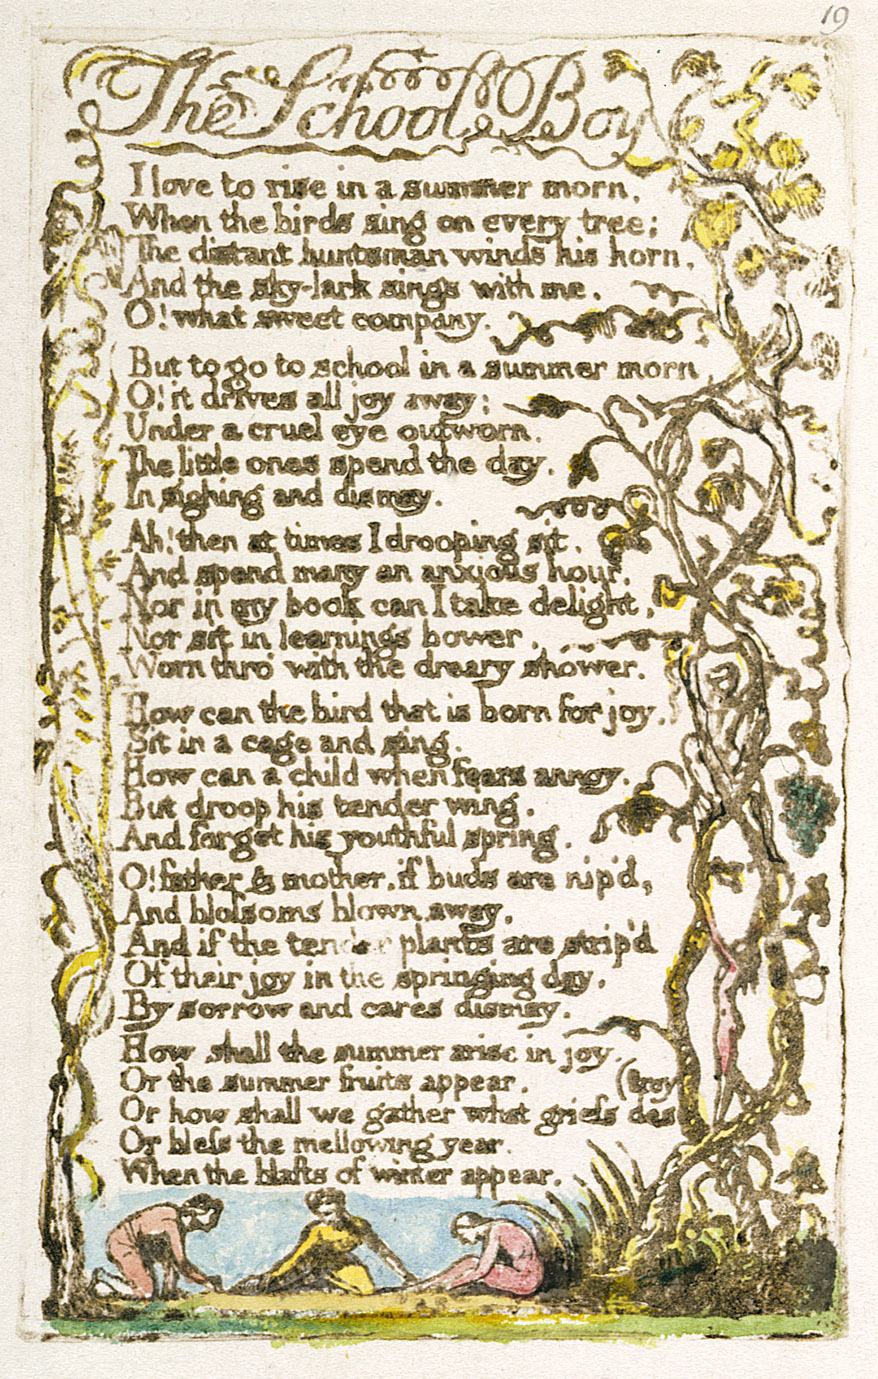 19
The School Boy
I love to rise in a summer morn,
When the birds sing on every tree;
The distant huntsman winds his horn,
And the sky-lark sings with me.
O! what sweet company.
But to go to school in a summer morn,
O! it drives all joy away;
Under a cruel eye outworn,
The little ones spend the day,
In sighing and dismay.
Ah! then at times I drooping sit,
And spend many an anxious hour,
Nor in my book can I take delight,
Nor sit in learnings bower,
Worn thro' with the dreary shower.
How can the bird that is born for joy,
Sit in a cage and sing.
How can a child when fears annoy,
But droop his tender wing,
And forget his youthful spring.
O! father & mother, if buds are nip'd,
And bloſsoms blown away,
And if the tender plants are strip'd
Of their joy in the springing day,
By sorrow and cares dismay,
How shall the summer arise in joy,
Or the summer fruits appear,
Or how shall we gather what griefs des
(troy
Or bleſs the mellowing year,
When the blaſts of winter appear.